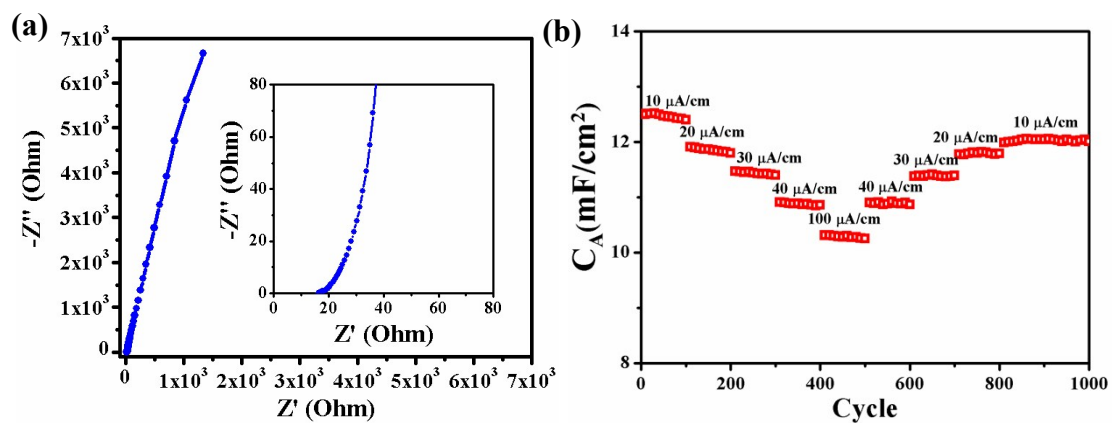 (a)
7x10³
6x10³
5x10³
4x10³
3x10³
2x10³
1x10³
0
-Z'' (Ohm)
0
1x10³
2x10³
3x10³
4x10³
5x10³
6x10³
7x10³
Z' (Ohm)
80
60
40
20
0
-Z'' (Ohm)
0
20
40
60
80
Z' (Ohm)
(b)
14
12
10
8
C_A(mF/cm²)
10 μA/cm
20 μA/cm
30 μA/cm
40 μA/cm
100 μA/cm
40 μA/cm
30 μA/cm
20 μA/cm
10 μA/cm
0
200
400
600
800
1000
Cycle